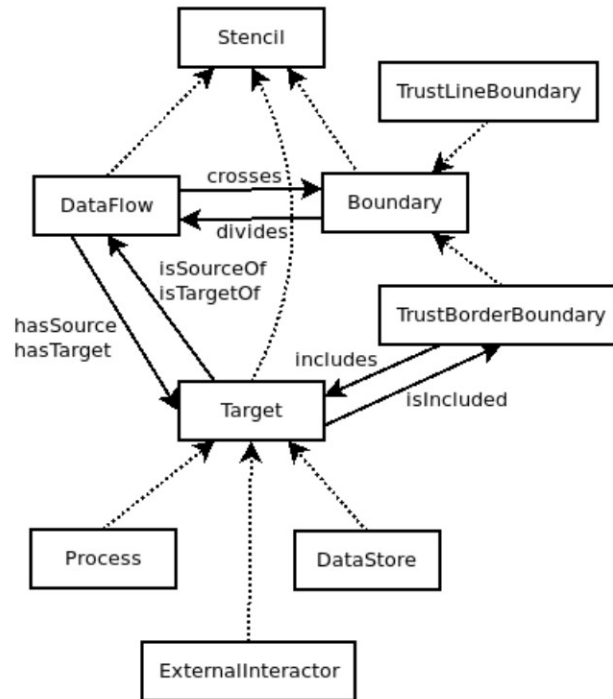 Stencil
TrustLineBoundary
crosses
DataFlow
Boundary
divides
isSourceOf
isTargetOf
hasSource
hasTarget
TrustBorderBoundary
includes
isIncluded
Target
Process
DataStore
ExternalInteractor